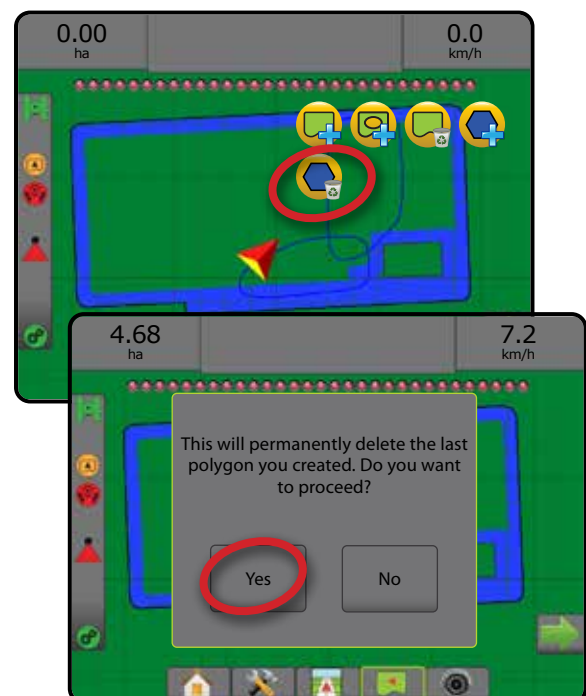 0.00
ha
0.0
km/h
4.68
ha
7.2
km/h
This will permanently delete the last
polygon you created. Do you want
to proceed?
Yes
No